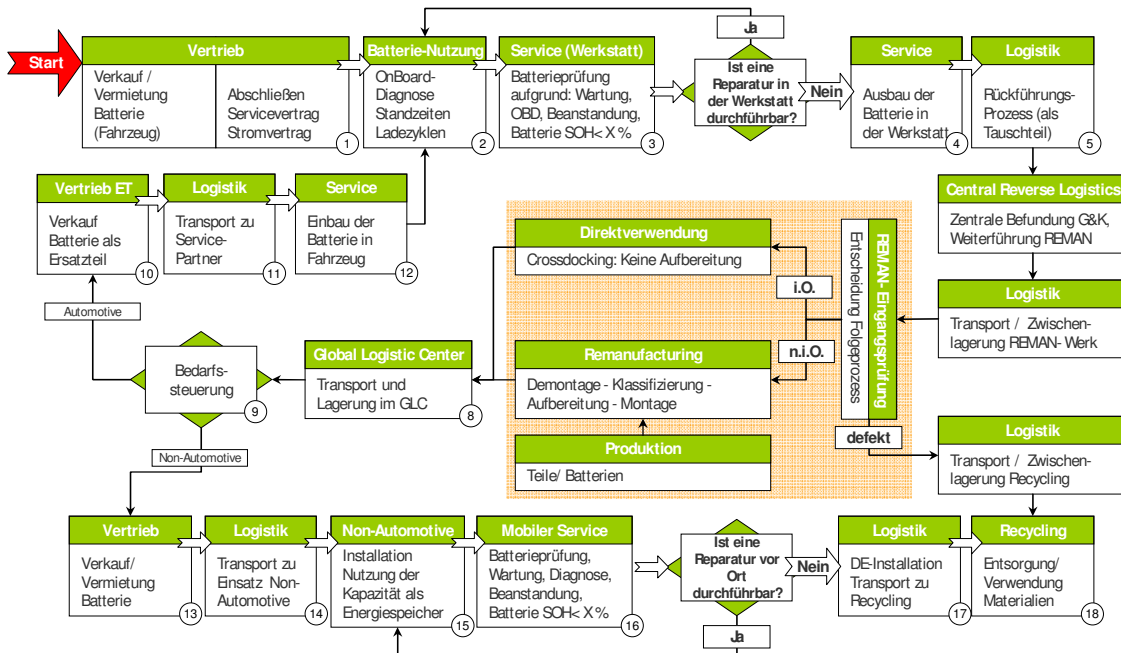 Start
Vertrieb
Verkauf /
Vermietung
Batterie
(Fahrzeug)
Abschließen
Servicevertrag
Stromvertrag
1
Batterie-Nutzung
OnBoard-
Diagnose
Standzeiten
Ladezyklen
2
Service (Werkstatt)
Batterieprüfung
aufgrund: Wartung,
OBD, Beanstandung,
Batterie SOH< X %
3
Ja
Ist eine
Reparatur in
der Werkstatt
durchführbar?
Nein
Service
Ausbau der
Batterie in
der Werkstatt
4
Logistik
Rückführungs-
Prozess (als
Tauschteil)
5
Vertrieb ET
Verkauf
Batterie als
Ersatzteil
10
Logistik
Transport zu
Service-
Partner
11
Service
Einbau der
Batterie in
Fahrzeug
12
Central Reverse Logistics
Zentrale Befundung G&K,
Weiterführung REMAN
Direktverwendung
Crossdocking: Keine Aufbereitung
i.O.
REMAN- Eingangsprüfung
Entscheidung Folgeprozess
Logistik
Transport / Zwischen-
lagerung REMAN- Werk
Automotive
Bedarfs-
steuerung
9
Non-Automotive
Global Logistic Center
Transport und
Lagerung im GLC
8
n.i.O.
Remanufacturing
Demontage - Klassifizierung -
Aufbereitung - Montage
Produktion
Teile/ Batterien
defekt
Logistik
Transport / Zwischen-
lagerung Recycling
Vertrieb
Verkauf/
Vermietung
Batterie
13
Logistik
Transport zu
Einsatz Non-
Automotive
14
Non-Automotive
Installation
Nutzung der
Kapazität als
Energiespeicher
15
Mobiler Service
Batterieprüfung,
Wartung, Diagnose,
Beanstandung,
Batterie SOH< X %
16
Ist eine
Reparatur vor
Ort
durchführbar?
Nein
Ja
Logistik
DE-Installation
Transport zu
Recycling
17
Recycling
Entsorgung/
Verwendung
Materialien
18